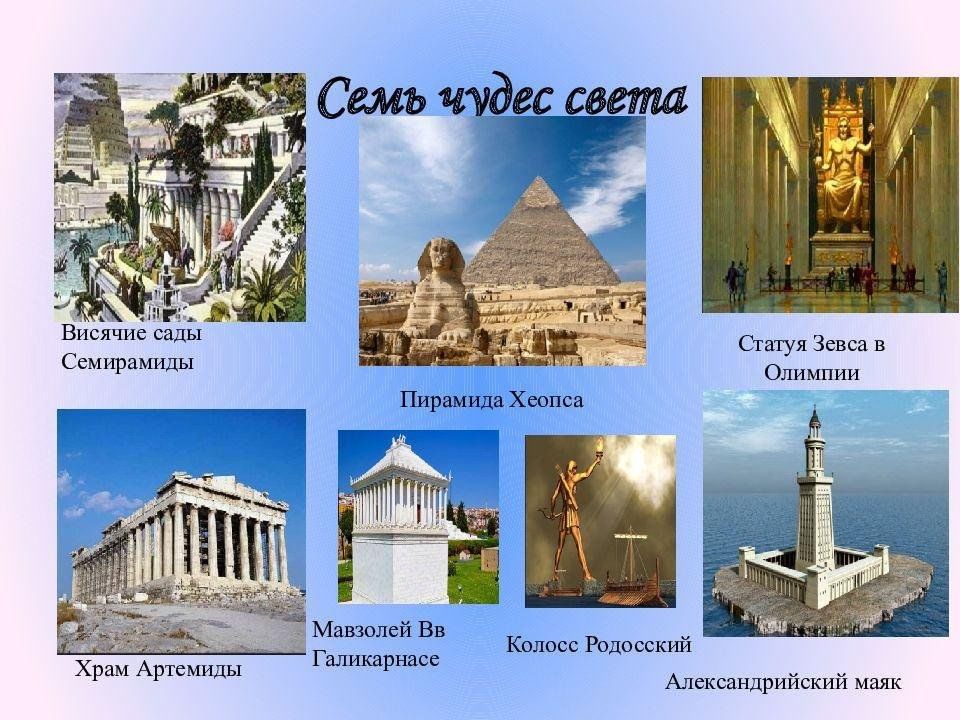 Семь чудес света
Висячие сады
Семирамиды
Пирамида Хеопса
Статуя Зевса в
Олимпии
Храм Артемиды
Мавзолей Вв
Галикарнасе
Колосс Родосский
Александрийский маяк